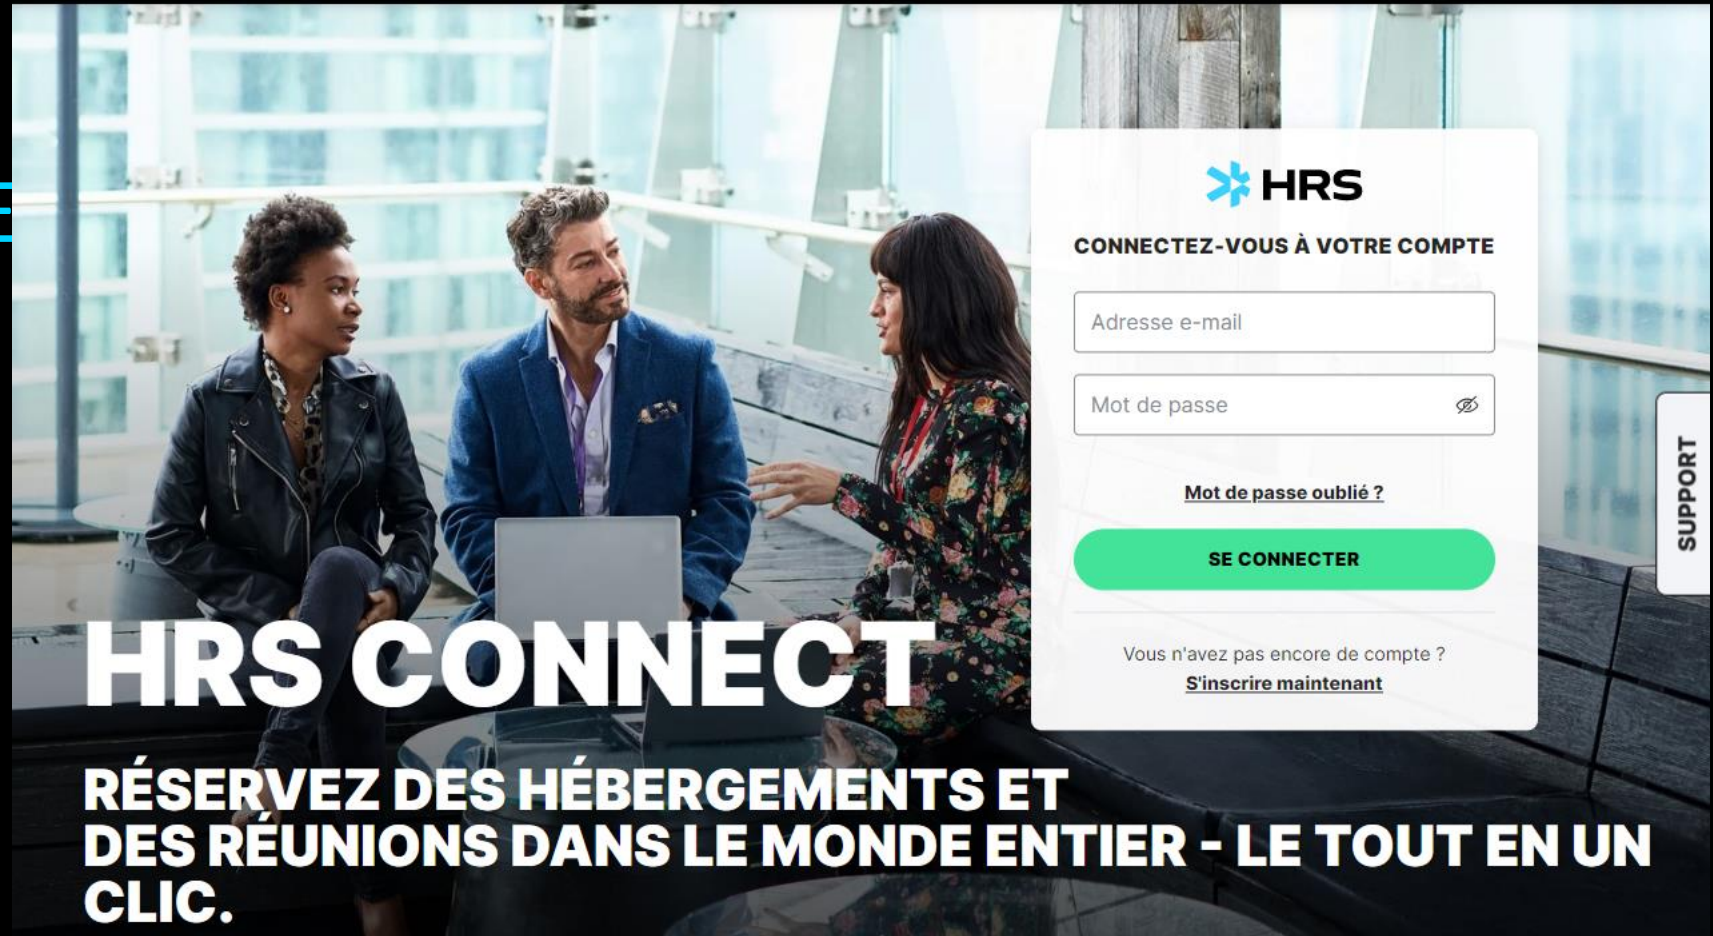 HRS
CONNECTEZ-VOUS À VOTRE COMPTE
Adresse e-mail
Mot de passe
Mot de passe oublié ?
SE CONNECTER
Vous n'avez pas encore de compte ?
S'inscrire maintenant
SUPPORT
HRS CONNECT
RÉSERVEZ DES HÉBERGEMENTS ET
DES RÉUNIONS DANS LE MONDE ENTIER - LE TOUT EN UN
CLIC.